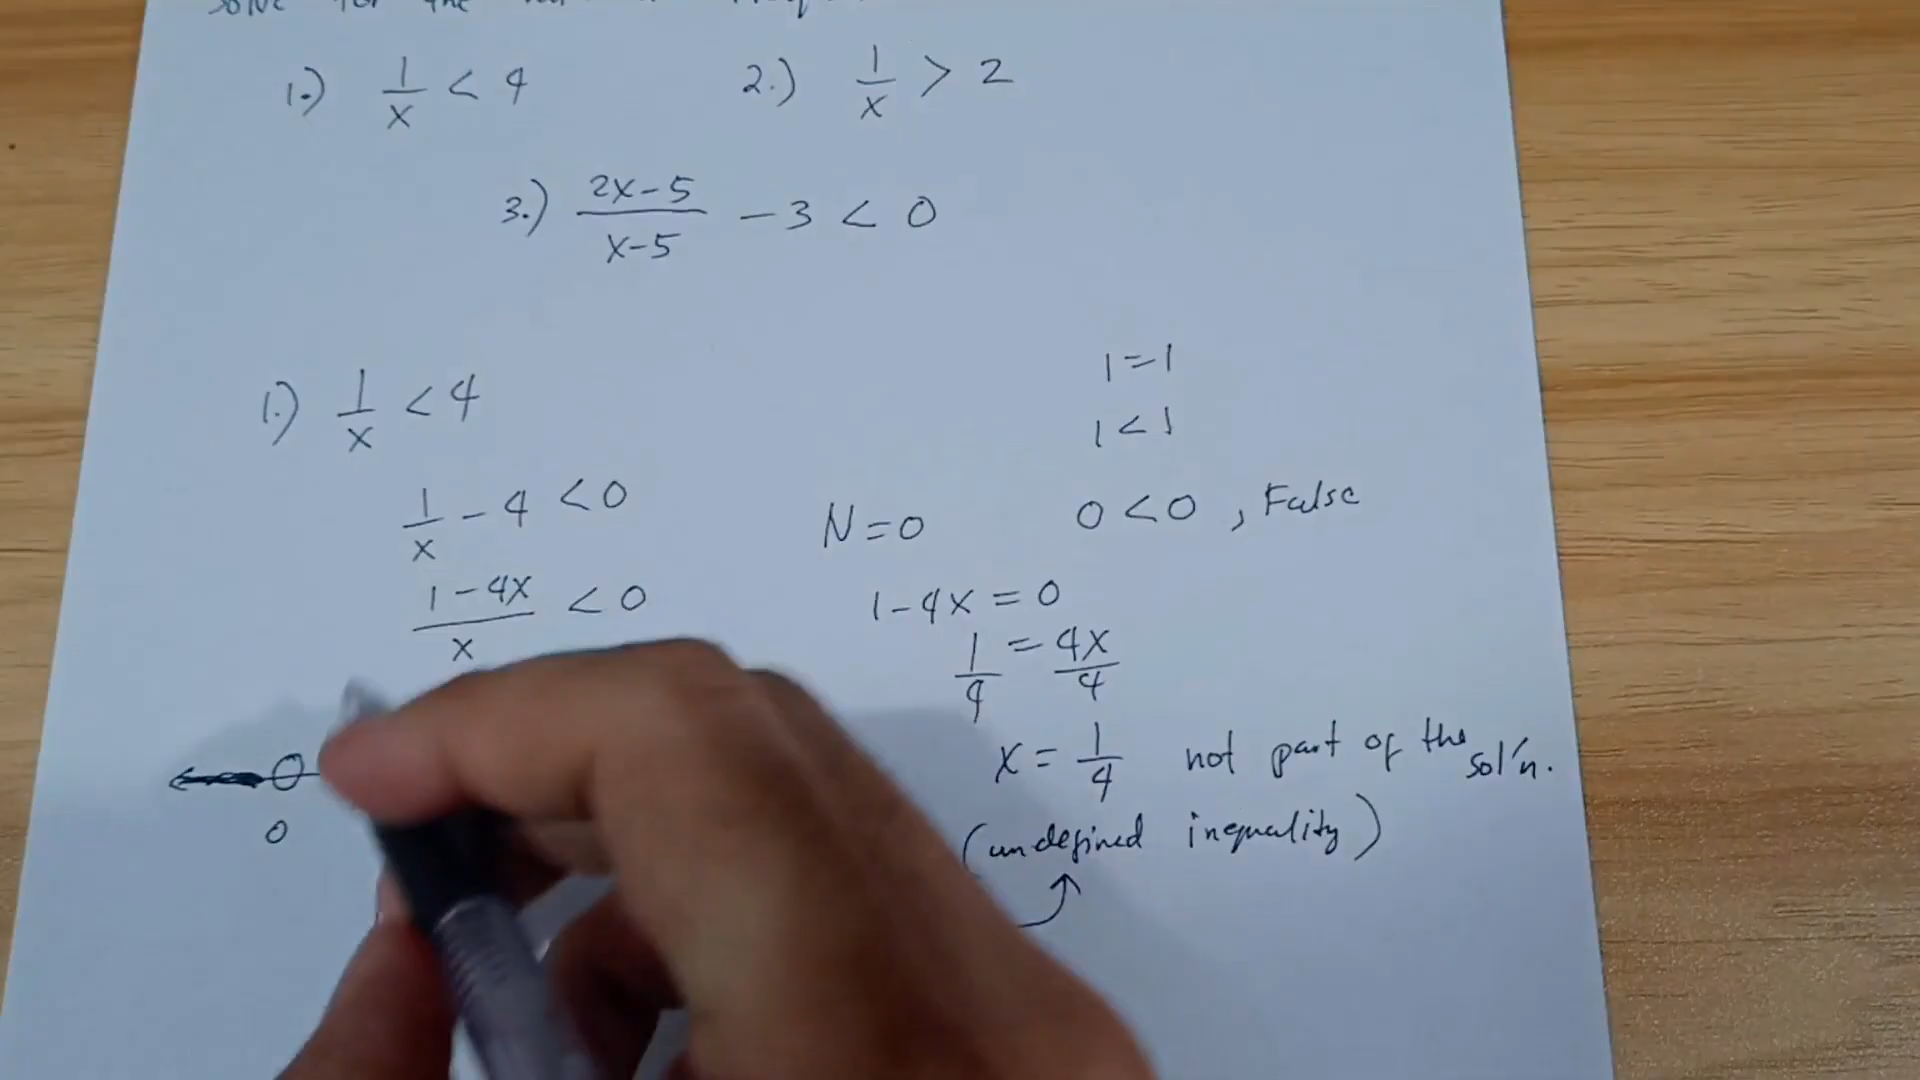 for the
1.) 1/x < 4
2.) 1/x > 2
3.) (2x-5)/(x-5) - 3 < 0
1=1
1.) 1/x < 4
1<1
1/x - 4 < 0
N=0
0<0, False
(1-4x)/x < 0
1-4x = 0
1/4 = 4x/4
x = 1/4 not part of the sol'n.
0
(undefined inequality)